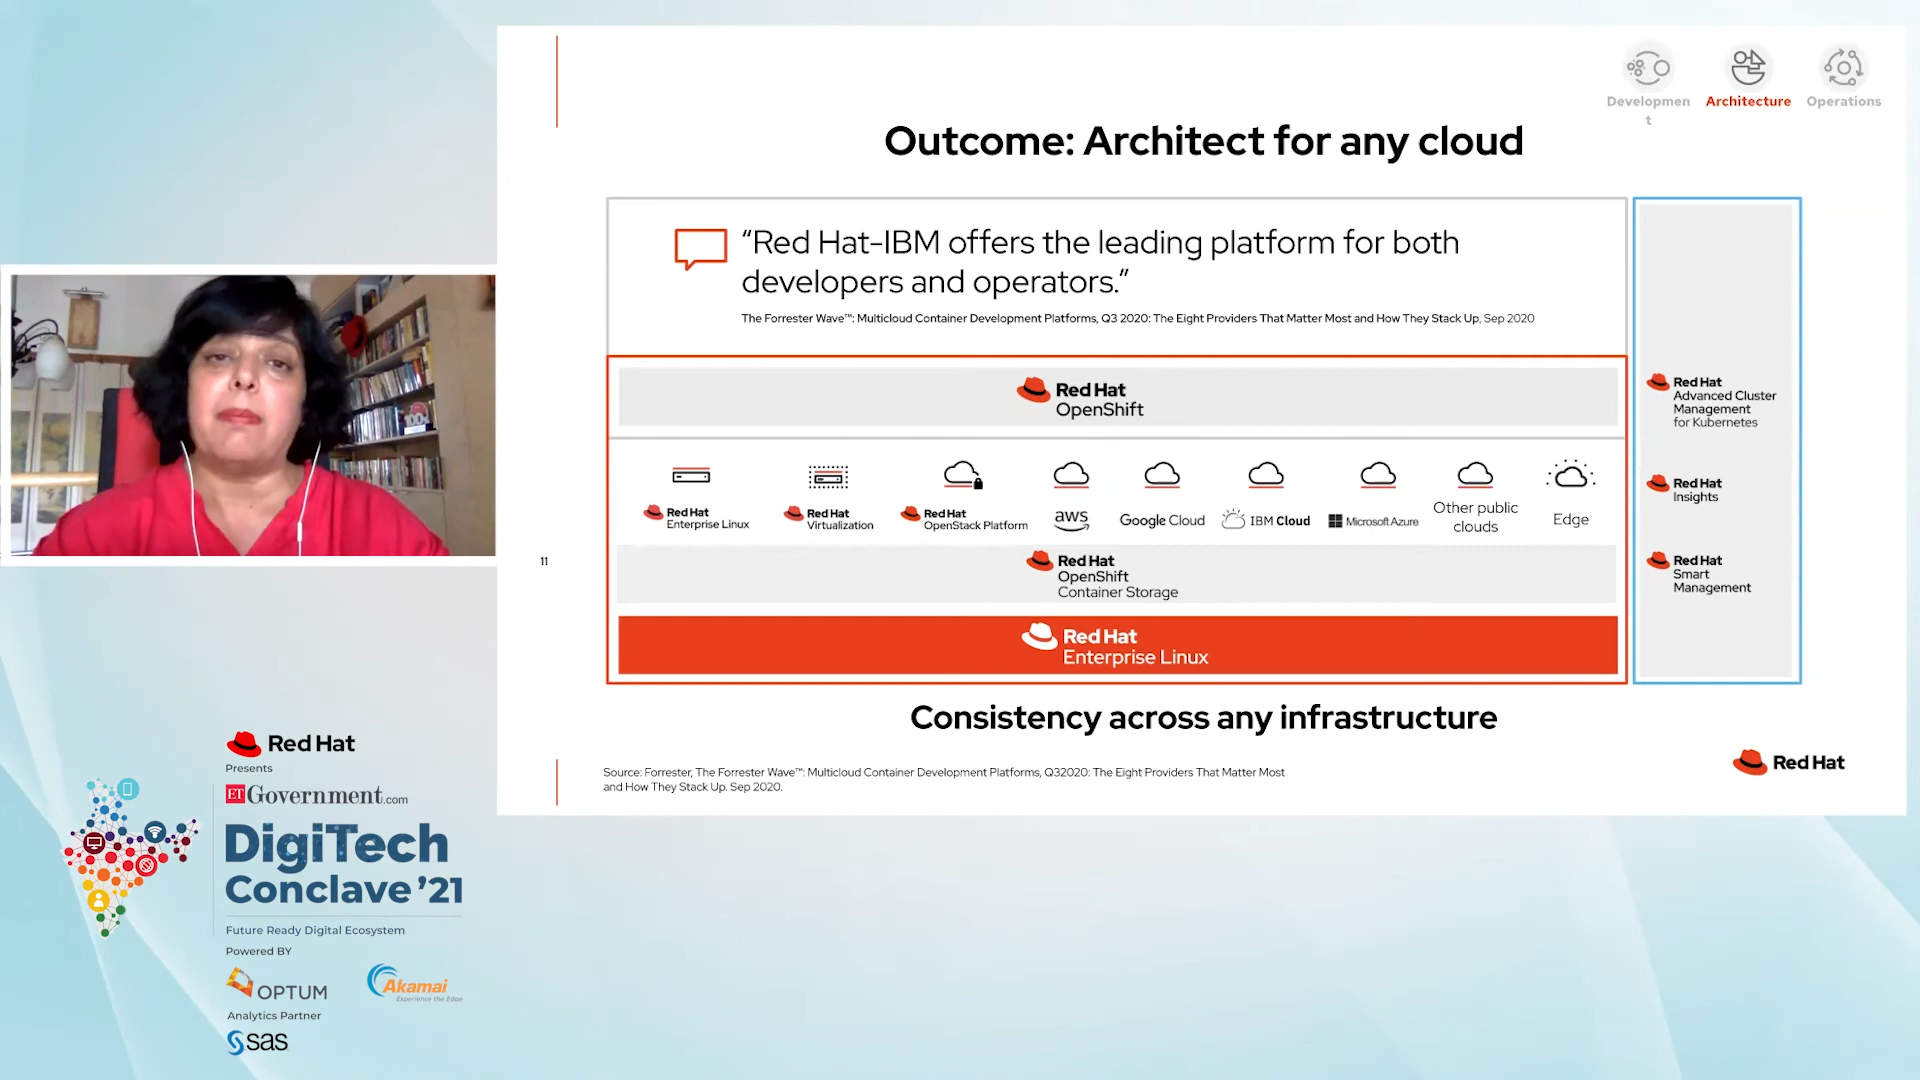 Developmen
t
Architecture
Operations
Outcome: Architect for any cloud
“Red Hat-IBM offers the leading platform for both
developers and operators.”
The Forrester Wave™: Multicloud Container Development Platforms, Q3 2020: The Eight Providers That Matter Most and How They Stack Up, Sep 2020
Red Hat
OpenShift
Red Hat
Enterprise Linux
Red Hat
Virtualization
Red Hat
OpenStack Platform
aws
Google Cloud
IBM Cloud
Microsoft Azure
Other public
clouds
Edge
Red Hat
OpenShift
Container Storage
Red Hat
Enterprise Linux
Red Hat
Advanced Cluster
Management
for Kubernetes
Red Hat
Insights
Red Hat
Smart
Management
11
Consistency across any infrastructure
Source: Forrester, The Forrester Wave™: Multicloud Container Development Platforms, Q32020: The Eight Providers That Matter Most
and How They Stack Up. Sep 2020.
Red Hat
Red Hat
Presents
ET Government.com
DigiTech
Conclave ’21
Future Ready Digital Ecosystem
Powered BY
OPTUM
Akamai
Experience the Edge
Analytics Partner
sas